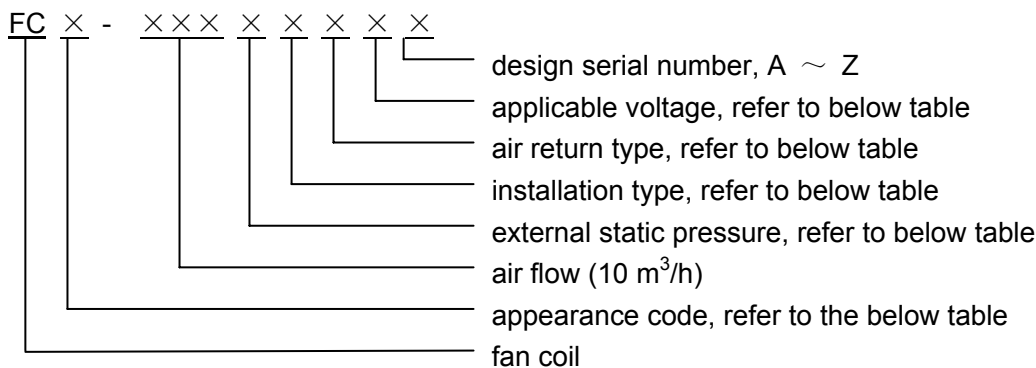 FC × - ××× × × × × ×
design serial number, A ～ Z
applicable voltage, refer to below table
air return type, refer to below table
installation type, refer to below table
external static pressure, refer to below table
air flow (10 m³/h)
appearance code, refer to the below table
fan coil